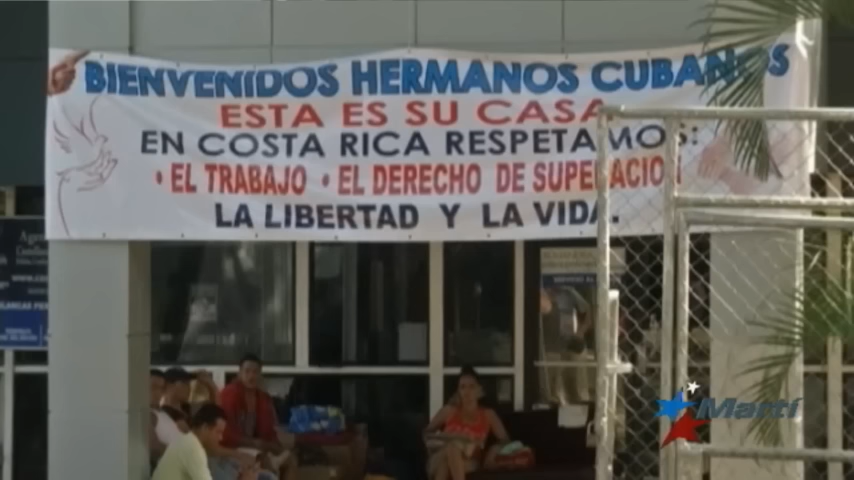 BIENVENIDOS HERMANOS CUBANOS
ESTA ES SU CASA
EN COSTA RICA RESPETAMOS:
• EL TRABAJO • EL DERECHO DE SUPERACION
LA LIBERTAD Y LA VIDA.
Martí